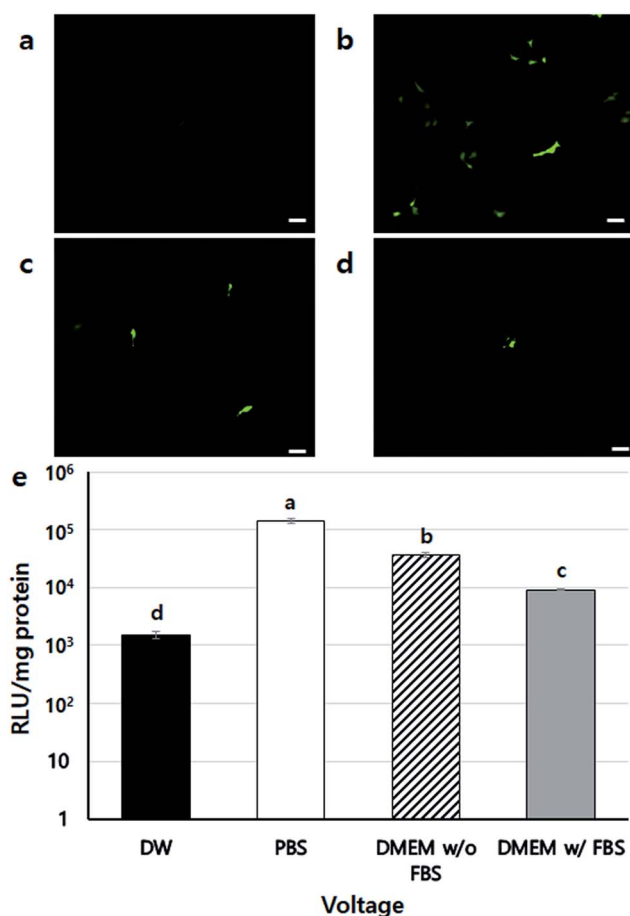 a
b
c
d
e
10⁶
10⁵
10⁴
10³
10²
10
1
RLU/mg protein
d
a
b
c
DW
PBS
DMEM w/o
FBS
DMEM w/ FBS
Voltage